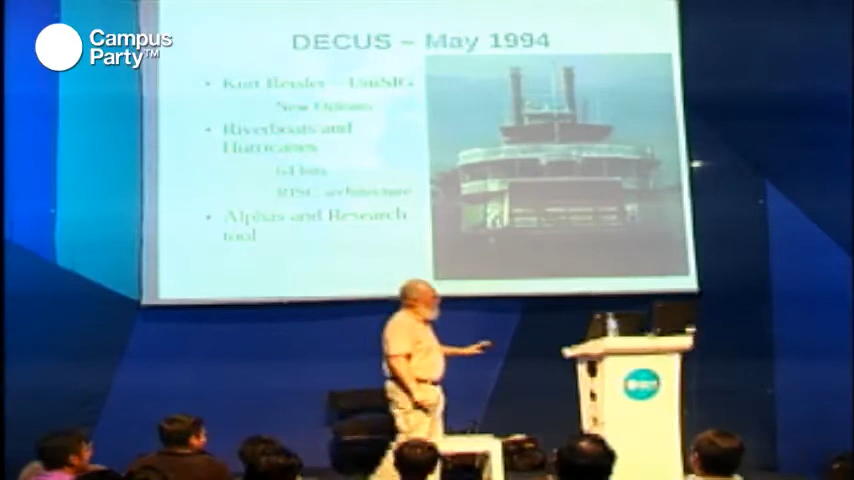 Campus
Party™
DECUS – May 1994
• Kurt Reisler – UniSIG
New Orleans
• Riverboats and
Hurricanes
64 bits
RISC architecture
• Alphas and Research
tool